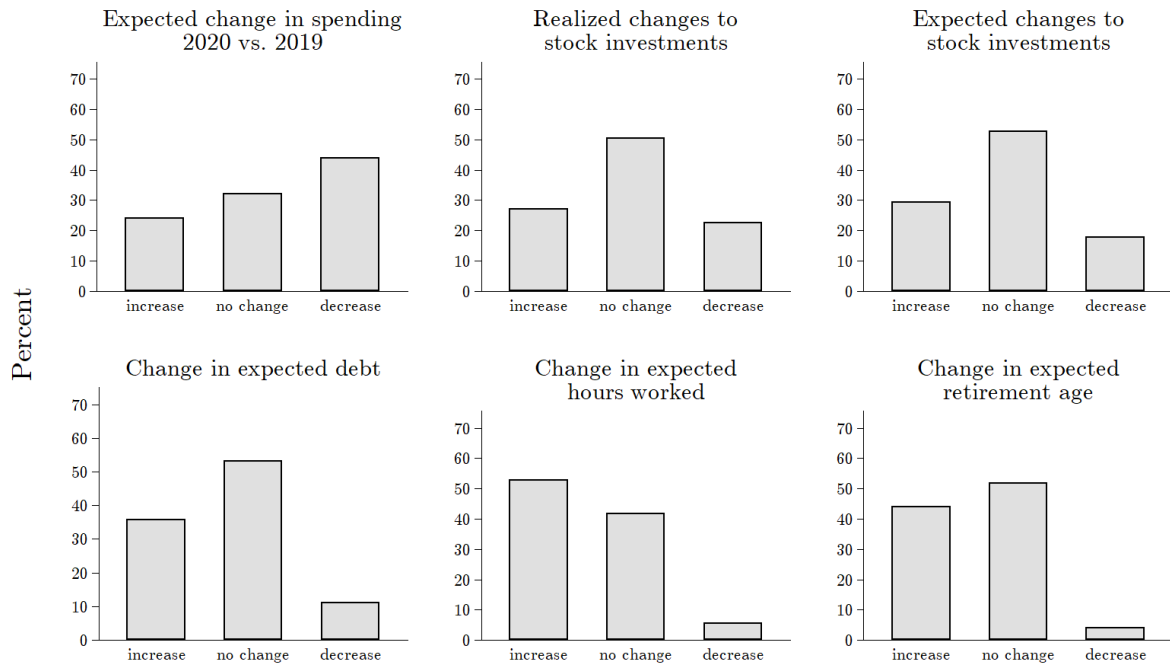 Expected change in spending
2020 vs. 2019
70
60
50
40
30
20
10
0
increase no change decrease
Realized changes to
stock investments
70
60
50
40
30
20
10
0
increase no change decrease
Expected changes to
stock investments
70
60
50
40
30
20
10
0
increase no change decrease
Percent
Change in expected debt
70
60
50
40
30
20
10
0
increase no change decrease
Change in expected
hours worked
70
60
50
40
30
20
10
0
increase no change decrease
Change in expected
retirement age
70
60
50
40
30
20
10
0
increase no change decrease